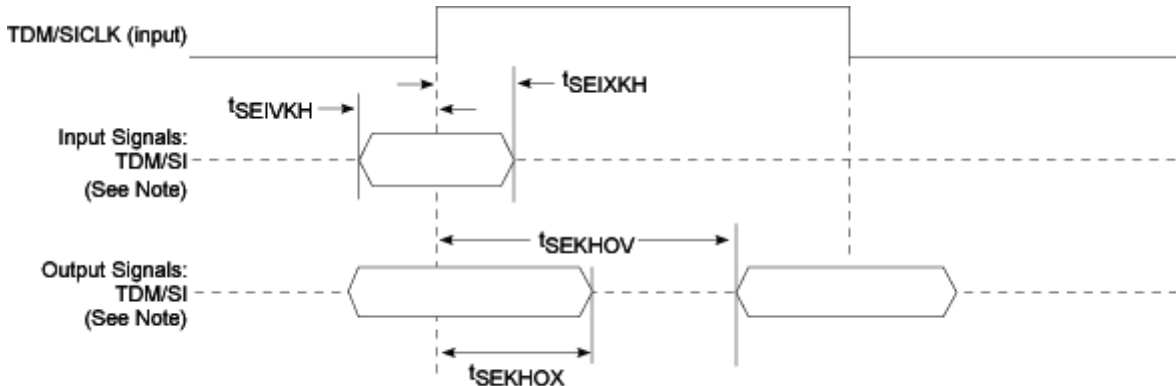 TDM/SICLK (input)
tSEIXKH
tSEIVKH
Input Signals:
TDM/SI
(See Note)
tSEKHOV
Output Signals:
TDM/SI
(See Note)
tSEKHOX